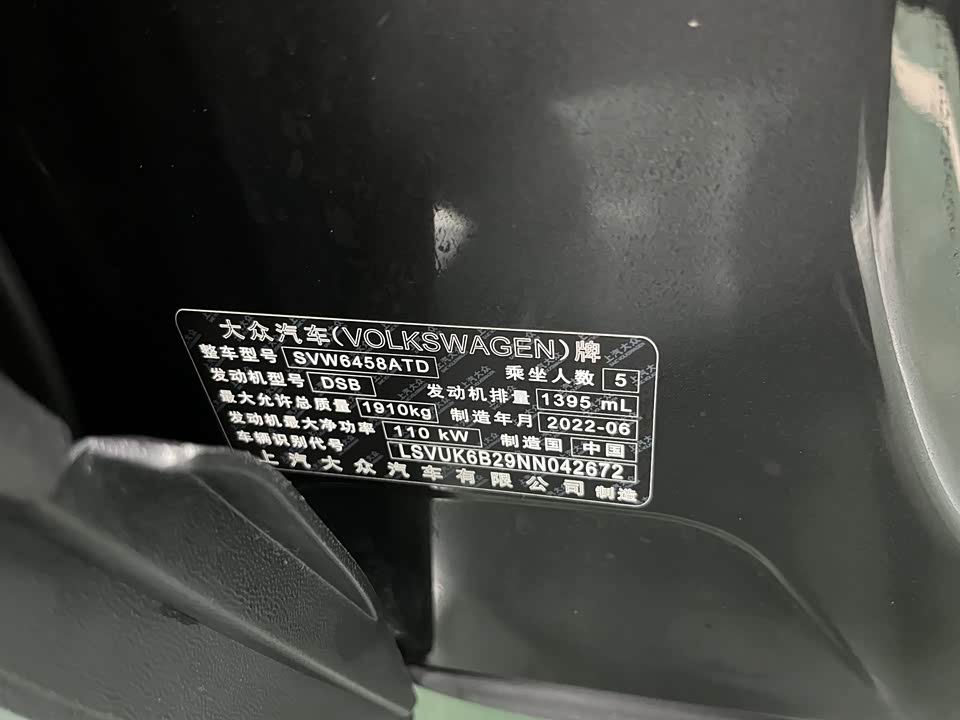 大众汽车(VOLKSWAGEN)牌
整车型号 SVW6458ATD 乘坐人数 5
发动机型号 DSB 发动机排量 1395 mL
最大允许总质量 1910kg 制造年月 2022-06
发动机最大净功率 110 kW 制造国 中国
车辆识别代号 LSVUK6B29NN042672
上汽大众汽车有限公司 制造